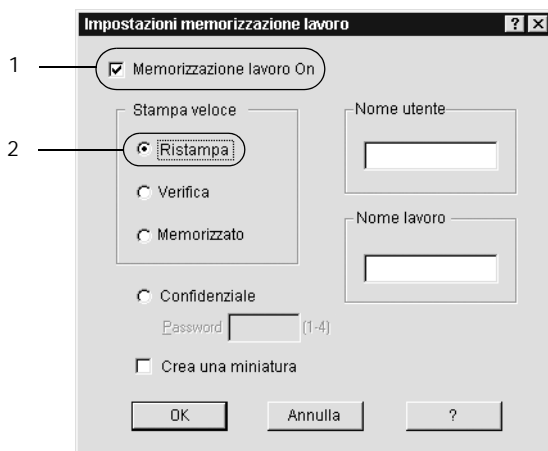 Impostazioni memorizzazione lavoro ? X
1 Memorizzazione lavoro On
Stampa veloce
2 Ristampa
Verifica
Memorizzato
Nome utente
Nome lavoro
Confidenziale
Password (1-4)
Crea una miniatura
OK Annulla ?